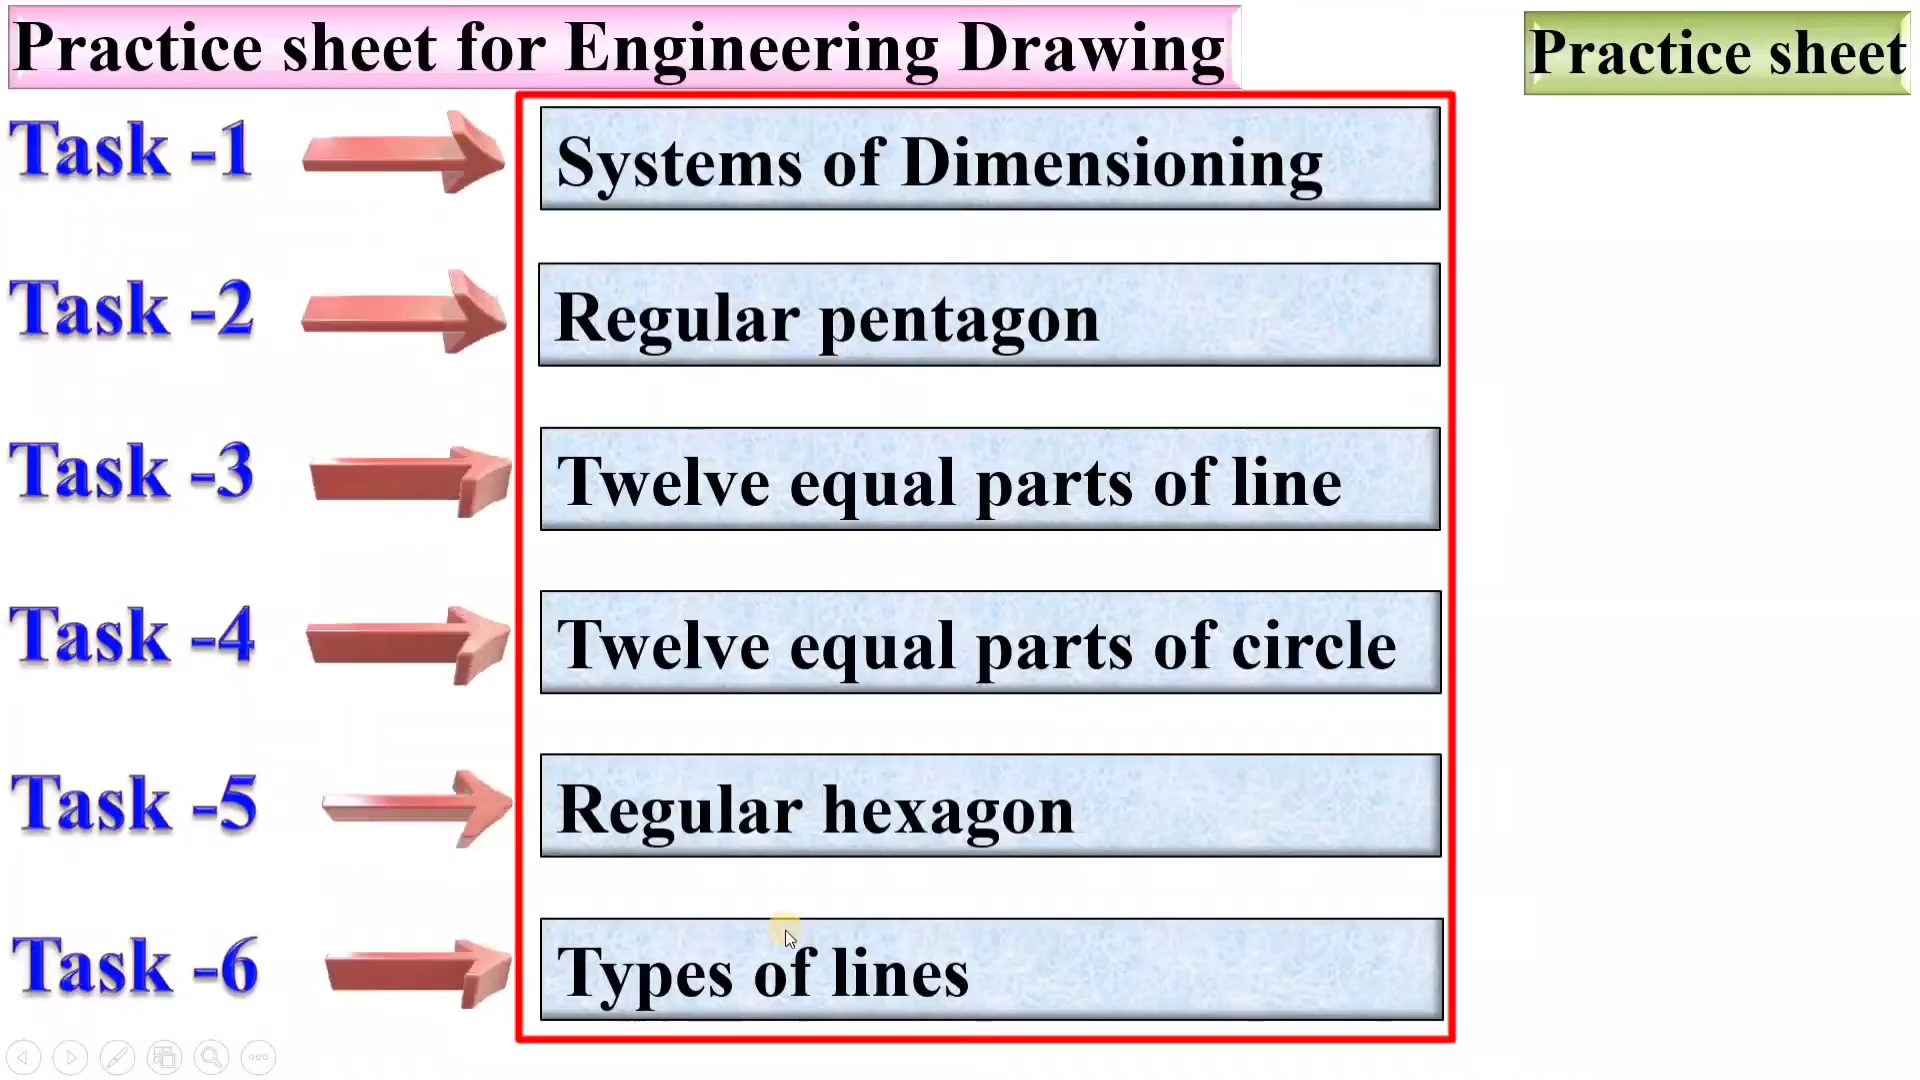 Practice sheet for Engineering Drawing
Practice sheet
Task -1
Systems of Dimensioning
Task -2
Regular pentagon
Task -3
Twelve equal parts of line
Task -4
Twelve equal parts of circle
Task -5
Regular hexagon
Task -6
Types of lines